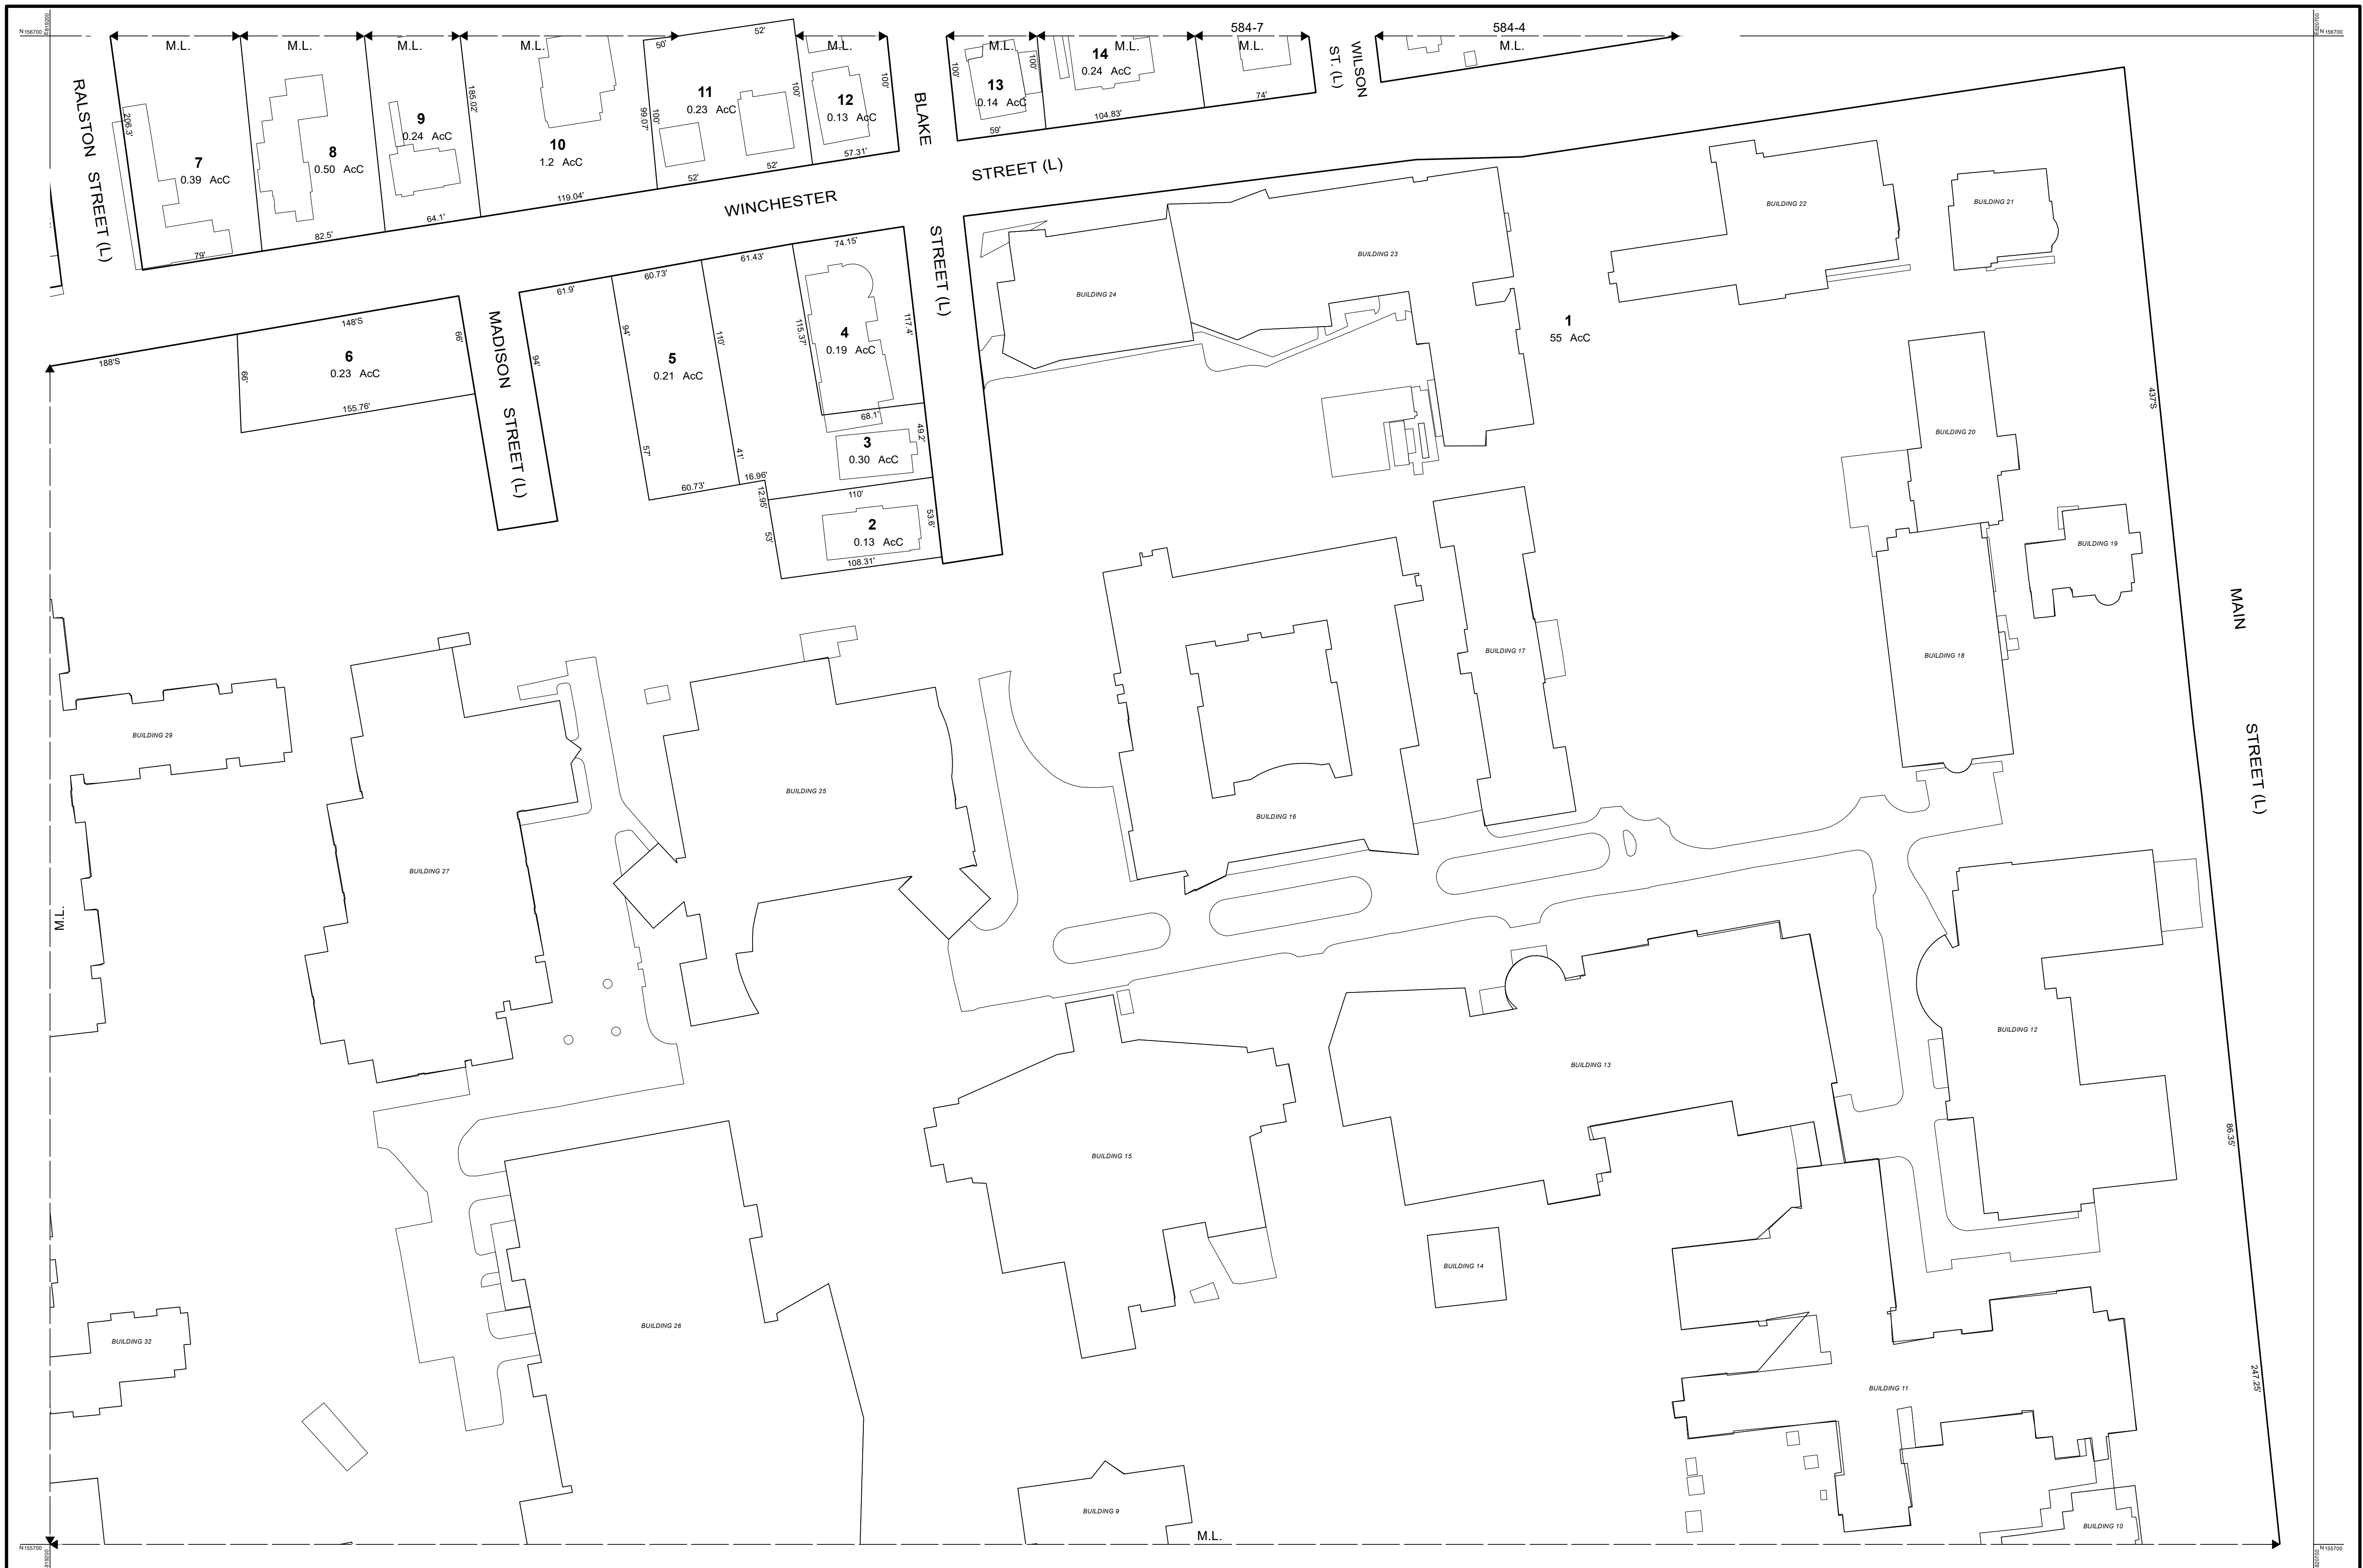 N 156700
E 819200
M.L.
M.L.
M.L.
M.L.
50'
52'
M.L.
M.L.
M.L.
584-7
M.L.
584-4
M.L.
E 820700
N 156700
RALSTON STREET (L)
206.3'
7
0.39 AcC
79'
8
0.50 AcC
82.5'
9
0.24 AcC
64.1'
185.02'
10
1.2 AcC
119.04'
99.07'
100'
11
0.23 AcC
52'
52'
100'
12
0.13 AcC
57.31'
100'
BLAKE
STREET (L)
100'
13
0.14 AcC
59'
100'
14
0.24 AcC
104.83'
74'
WILSON
ST. (L)
WINCHESTER
STREET (L)
188'S
148'S
6
0.23 AcC
66'
66'
155.76'
MADISON STREET (L)
94'
61.9'
60.73'
61.43'
74.15'
94'
5
0.21 AcC
57'
60.73'
110'
41'
16.96'
12.95'
115.37'
4
0.19 AcC
117.4'
68.1'
3
0.30 AcC
49.2'
110'
2
0.13 AcC
53'
53.6'
108.31'
1
55 AcC
BUILDING 24
BUILDING 23
BUILDING 22
BUILDING 21
BUILDING 20
BUILDING 19
BUILDING 18
BUILDING 17
BUILDING 16
BUILDING 25
BUILDING 29
BUILDING 27
437'S
MAIN
STREET (L)
M.L.
BUILDING 12
BUILDING 13
BUILDING 15
86.35'
BUILDING 14
BUILDING 26
BUILDING 32
BUILDING 11
247.25'
BUILDING 9
BUILDING 10
M.L.
N 155700
N 155700
820700